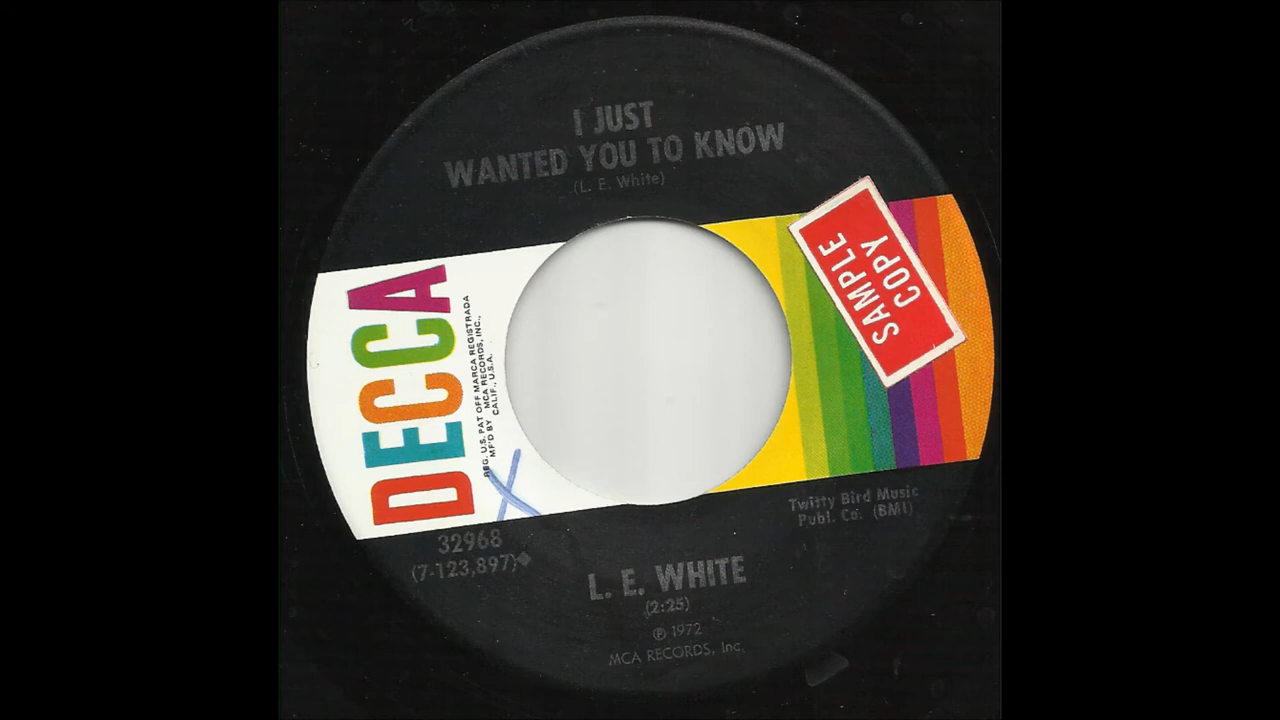 I JUST
WANTED YOU TO KNOW
(L. E. White)
SAMPLE
COPY
DECCA
REG. U.S. PAT OFF MARCA REGISTRADA
MF'D BY MCA RECORDS, INC.,
CALIF., U.S.A.
X
Twitty Bird Music
Publ. Co. (BMI)
32968
(7-123,897)◆
L. E. WHITE
(2:25)
℗ 1972
MCA RECORDS, Inc.